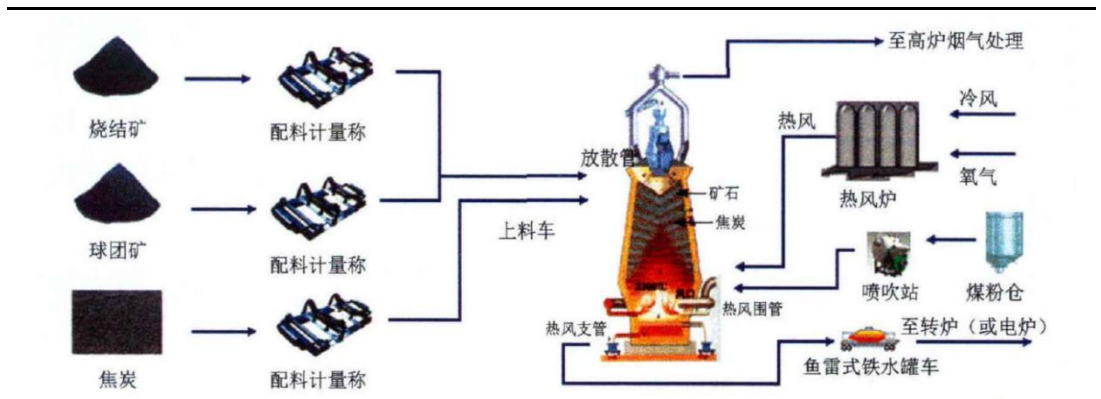 至高炉烟气处理
烧结矿
配料计量称
放散管
矿石
焦炭
热风
冷风
氧气
热风炉
球团矿
配料计量称
上料车
喷吹站
煤粉仓
热风围管
热风支管
焦炭
配料计量称
至转炉（或电炉）
鱼雷式铁水罐车